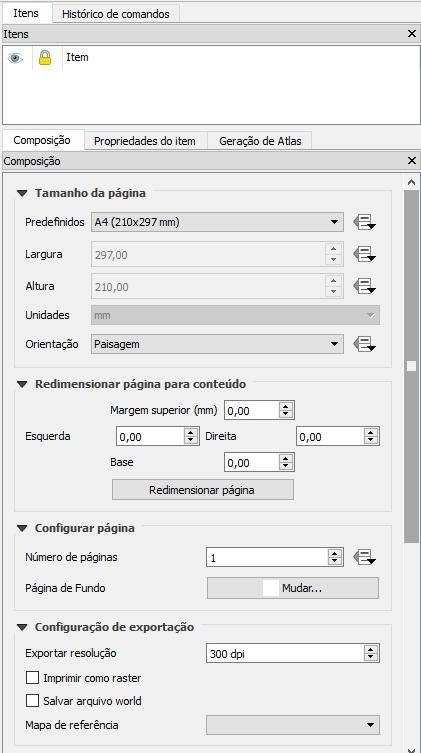 Itens Histórico de comandos
Itens
Item
Composição Propriedades do item Geração de Atlas
Composição
Tamanho da página
Predefinidos A4 (210x297 mm)
Largura 297,00
Altura 210,00
Unidades mm
Orientação Paisagem
Redimensionar página para conteúdo
Margem superior (mm) 0,00
Esquerda 0,00 Direita 0,00
Base 0,00
Redimensionar página
Configurar página
Número de páginas 1
Página de Fundo Mudar...
Configuração de exportação
Exportar resolução 300 dpi
Imprimir como raster
Salvar arquivo world
Mapa de referência